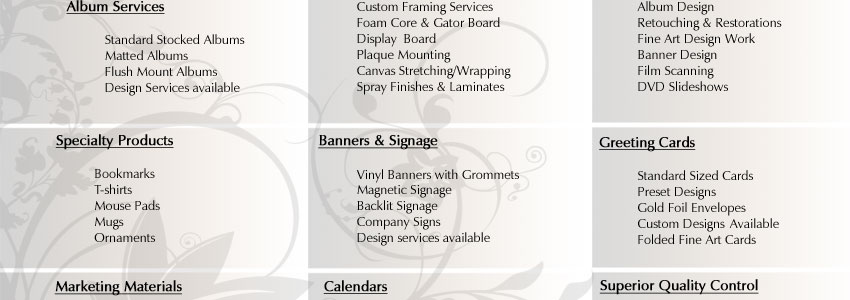 Album Services
Standard Stocked Albums
Matted Albums
Flush Mount Albums
Design Services available
Custom Framing Services
Foam Core & Gator Board
Display Board
Plaque Mounting
Canvas Stretching/Wrapping
Spray Finishes & Laminates
Album Design
Retouching & Restorations
Fine Art Design Work
Banner Design
Film Scanning
DVD Slideshows
Specialty Products
Bookmarks
T-shirts
Mouse Pads
Mugs
Ornaments
Banners & Signage
Vinyl Banners with Grommets
Magnetic Signage
Backlit Signage
Company Signs
Design services available
Greeting Cards
Standard Sized Cards
Preset Designs
Gold Foil Envelopes
Custom Designs Available
Folded Fine Art Cards
Marketing Materials
Calendars
Superior Quality Control